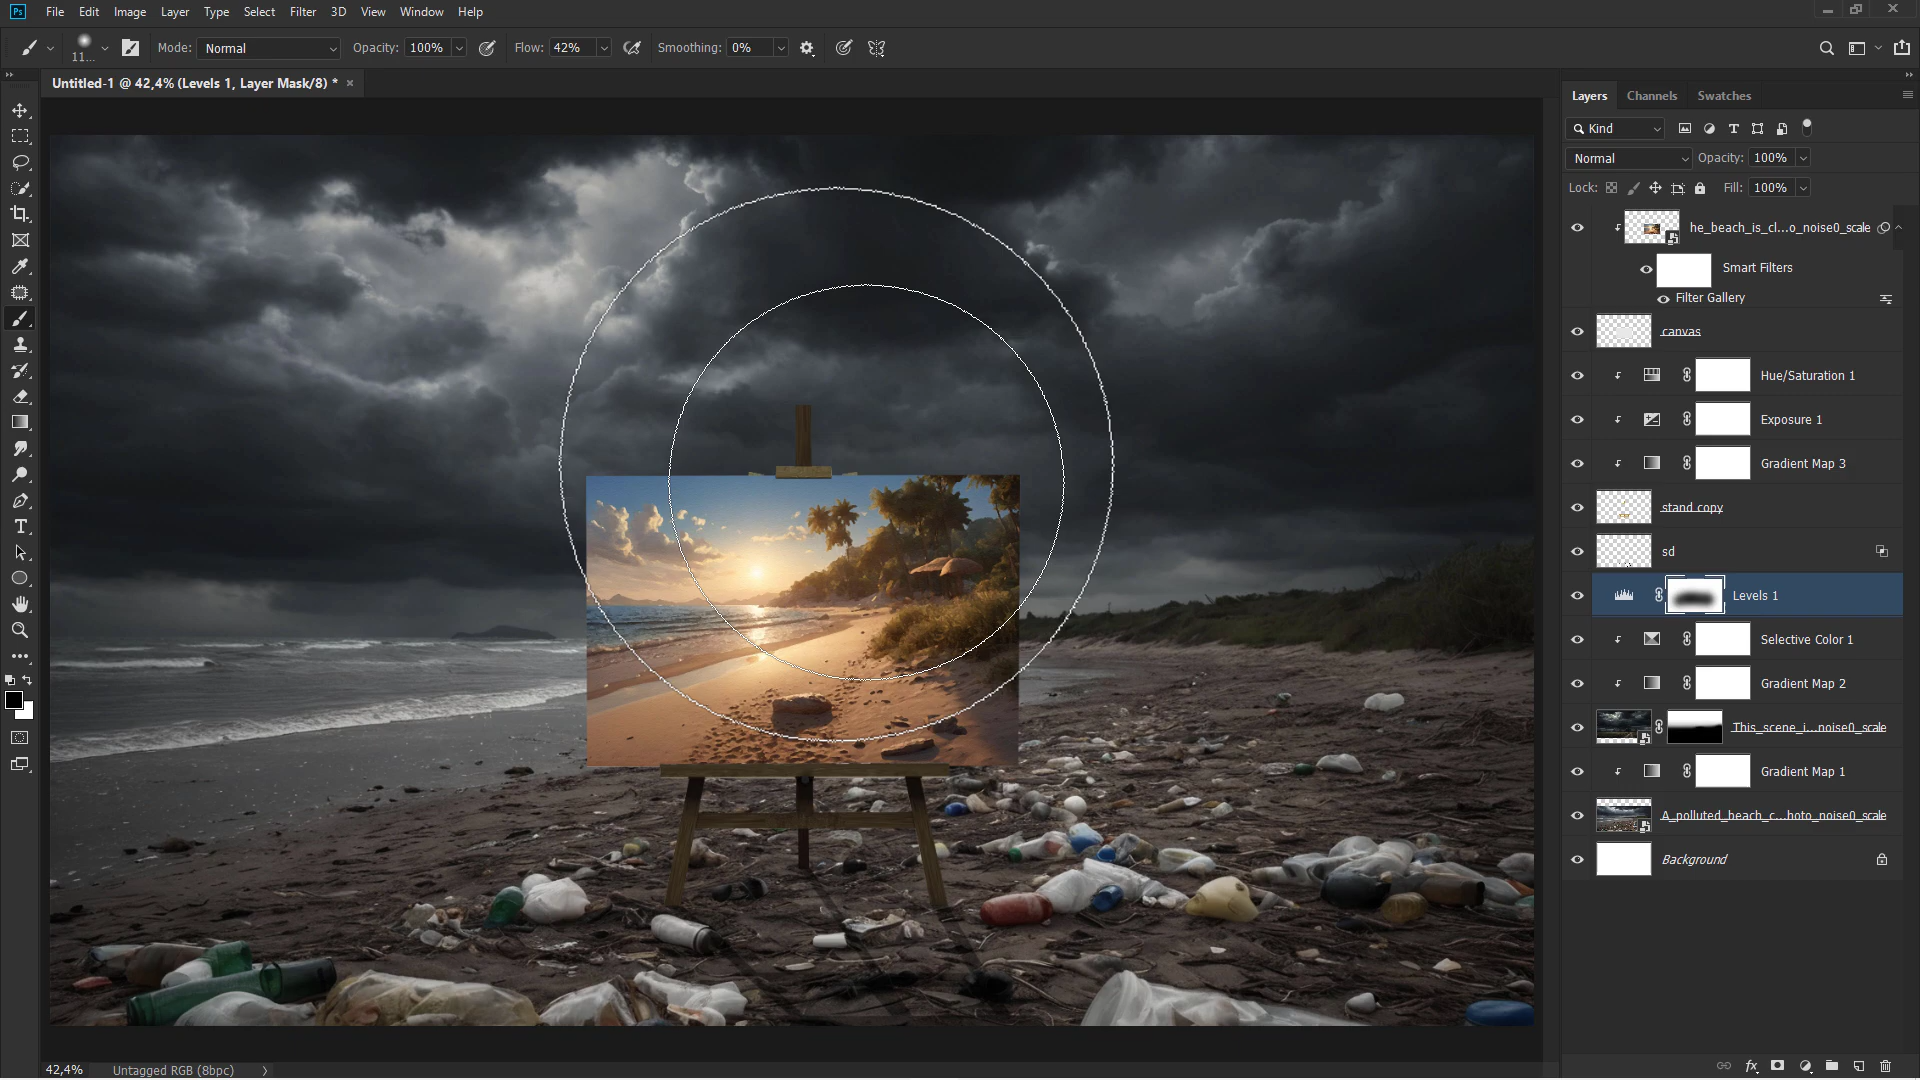 Ps File Edit Image Layer Type Select Filter 3D View Window Help
11... Mode: Normal Opacity: 100% Flow: 42% Smoothing: 0%
Untitled-1 @ 42,4% (Levels 1, Layer Mask/8) * ×
Layers Channels Swatches
Kind
Normal Opacity: 100%
Lock: Fill: 100%
he_beach_is_cl...o_noise0_scale
Smart Filters
Filter Gallery
canvas
Hue/Saturation 1
Exposure 1
Gradient Map 3
stand copy
sd
Levels 1
Selective Color 1
Gradient Map 2
This_scene_i...noise0_scale
Gradient Map 1
A_polluted_beach_c...hoto_noise0_scale
Background
42,4% Untagged RGB (8bpc)
fx